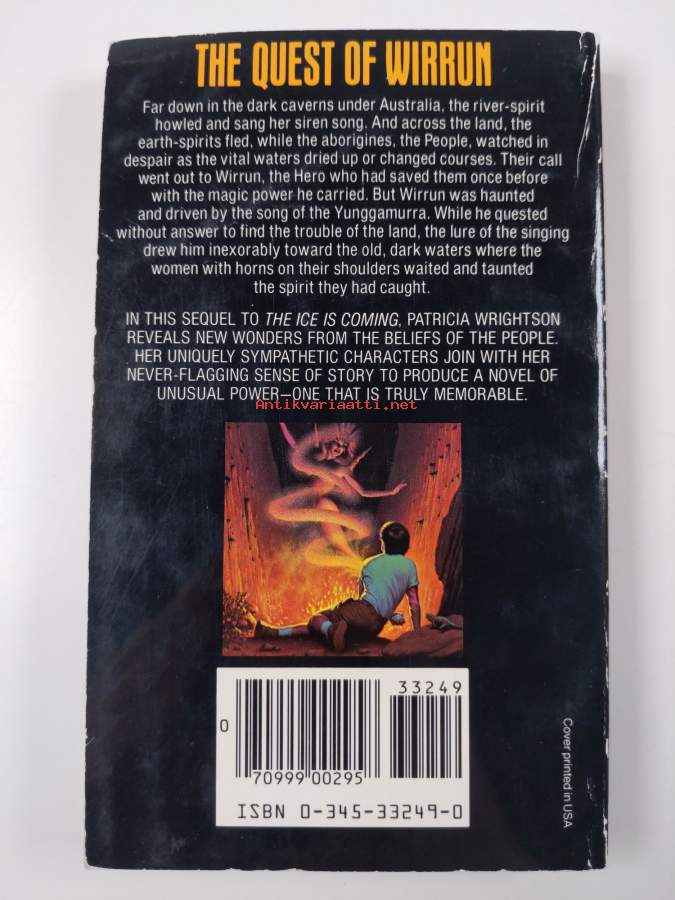 THE QUEST OF WIRRUN
Far down in the dark caverns under Australia, the river-spirit
howled and sang her siren song. And across the land, the
earth-spirits fled, while the aborigines, the People, watched in
despair as the vital waters dried up or changed courses. Their call
went out to Wirrun, the Hero who had saved them once before
with the magic power he carried. But Wirrun was haunted
and driven by the song of the Yunggamurra. While he quested
without answer to find the trouble of the land, the lure of the singing
drew him inexorably toward the old, dark waters where the
women with horns on their shoulders waited and taunted
the spirit they had caught.
IN THIS SEQUEL TO THE ICE IS COMING, PATRICIA WRIGHTSON
REVEALS NEW WONDERS FROM THE BELIEFS OF THE PEOPLE.
HER UNIQUELY SYMPATHETIC CHARACTERS JOIN WITH HER
NEVER-FLAGGING SENSE OF STORY TO PRODUCE A NOVEL OF
UNUSUAL POWER—ONE THAT IS TRULY MEMORABLE.
Antikvariaatti.net
33249
0
70999 00295
ISBN 0-345-33249-0
Cover printed in USA